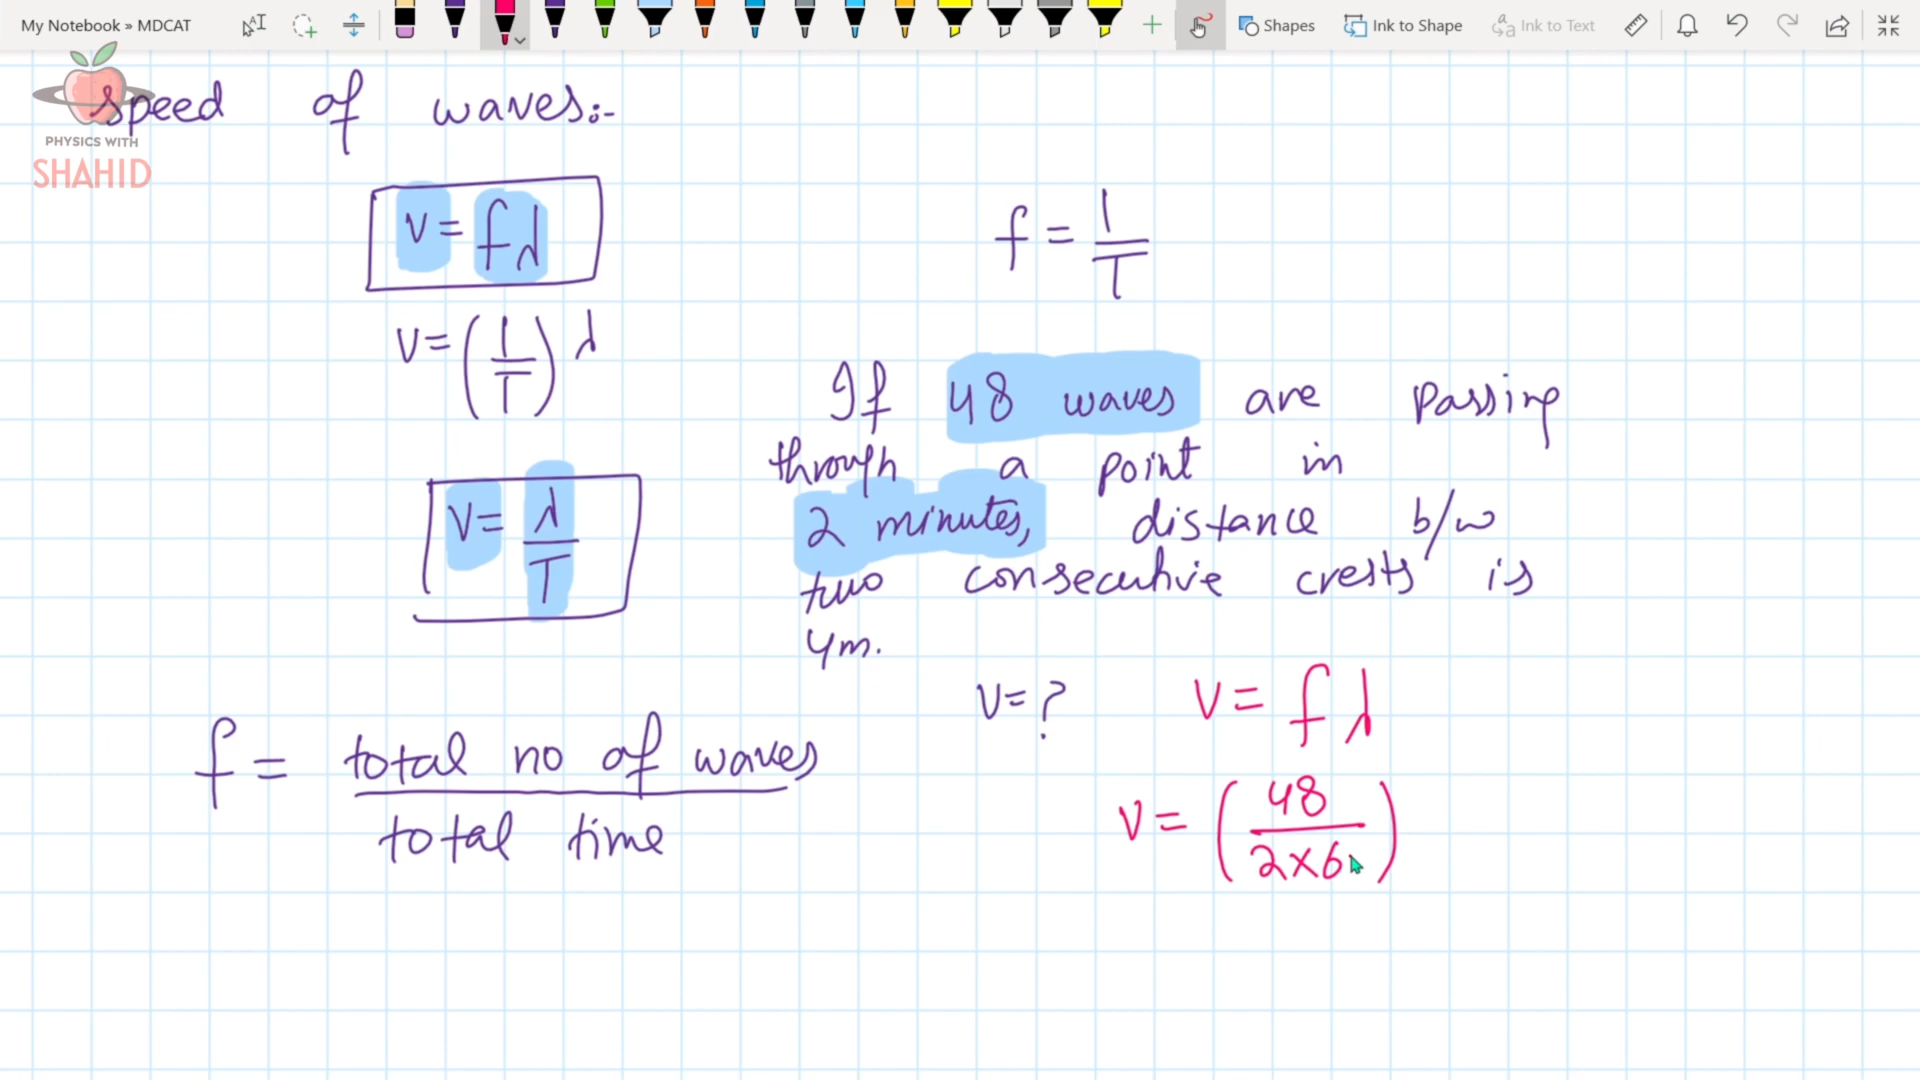 My Notebook » MDCAT
Shapes
Ink to Shape
Ink to Text
speed of waves:-
PHYSICS WITH
SHAHID
v = fλ
f = 1/T
v = (1/T) λ
If 48 waves are passing
through a point in
2 minutes, distance b/w
two consecutive crests is
4m.
v = λ/T
v = ?
v = fλ
f = total no of waves / total time
v = (48 / 2×6)